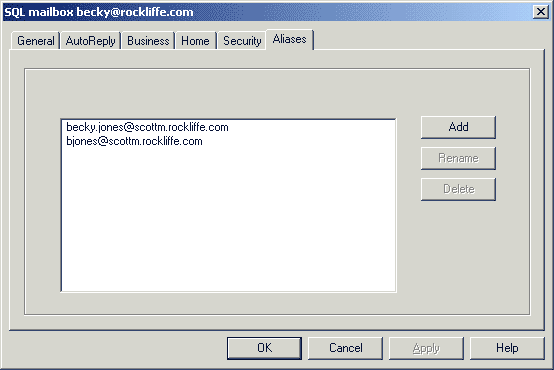 SQL mailbox becky@rockliffe.com
General AutoReply Business Home Security Aliases
becky.jones@scottm.rockliffe.com
bjones@scottm.rockliffe.com
Add
Rename
Delete
OK Cancel Apply Help